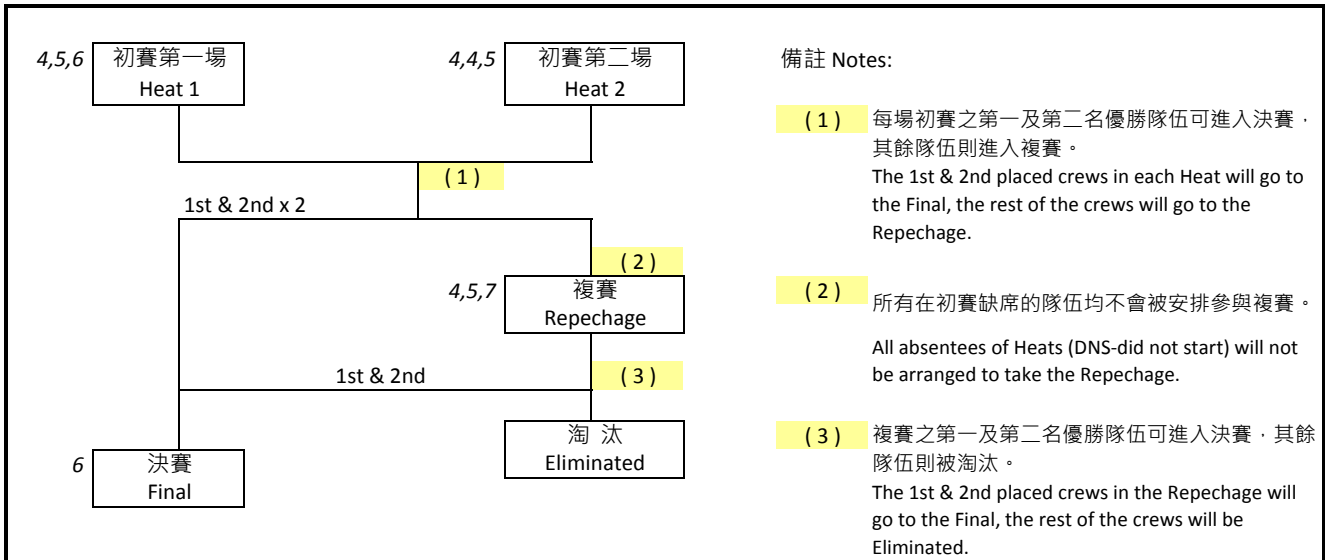 4,5,6
初賽第一場
Heat 1
4,4,5
初賽第二場
Heat 2
( 1 )
1st & 2nd x 2
( 2 )
4,5,7
複賽
Repechage
1st & 2nd
( 3 )
淘 汰
Eliminated
6
決賽
Final
備註 Notes:
( 1 )
每場初賽之第一及第二名優勝隊伍可進入決賽，
其餘隊伍則進入複賽。
The 1st & 2nd placed crews in each Heat will go to
the Final, the rest of the crews will go to the
Repechage.
( 2 )
所有在初賽缺席的隊伍均不會被安排參與複賽。
All absentees of Heats (DNS-did not start) will not
be arranged to take the Repechage.
( 3 )
複賽之第一及第二名優勝隊伍可進入決賽，其餘
隊伍則被淘汰。
The 1st & 2nd placed crews in the Repechage will
go to the Final, the rest of the crews will be
Eliminated.